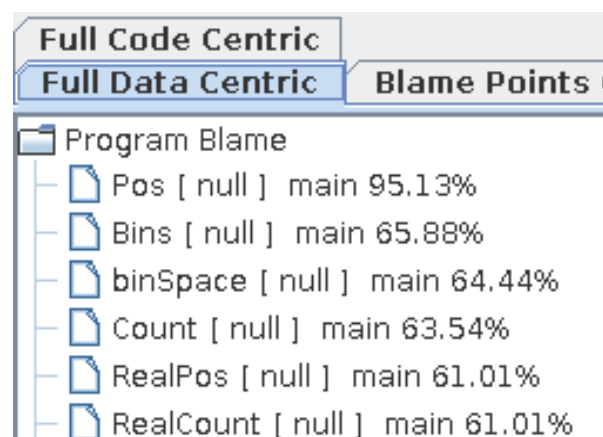 Full Code Centric
Full Data Centric Blame Points
Program Blame
Pos [ null ] main 95.13%
Bins [ null ] main 65.88%
binSpace [ null ] main 64.44%
Count [ null ] main 63.54%
RealPos [ null ] main 61.01%
RealCount [ null ] main 61.01%